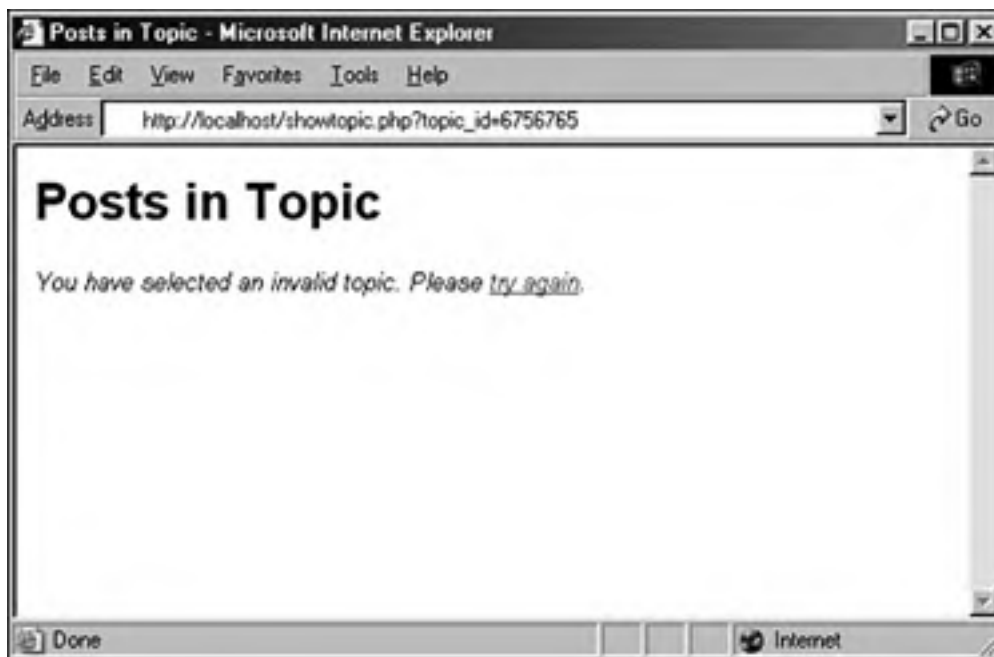 Posts in Topic - Microsoft Internet Explorer
File Edit View Favorites Tools Help
Address http://localhost/showtopic.php?topic_id=6756765 Go
Posts in Topic
You have selected an invalid topic. Please try again.
Done Internet